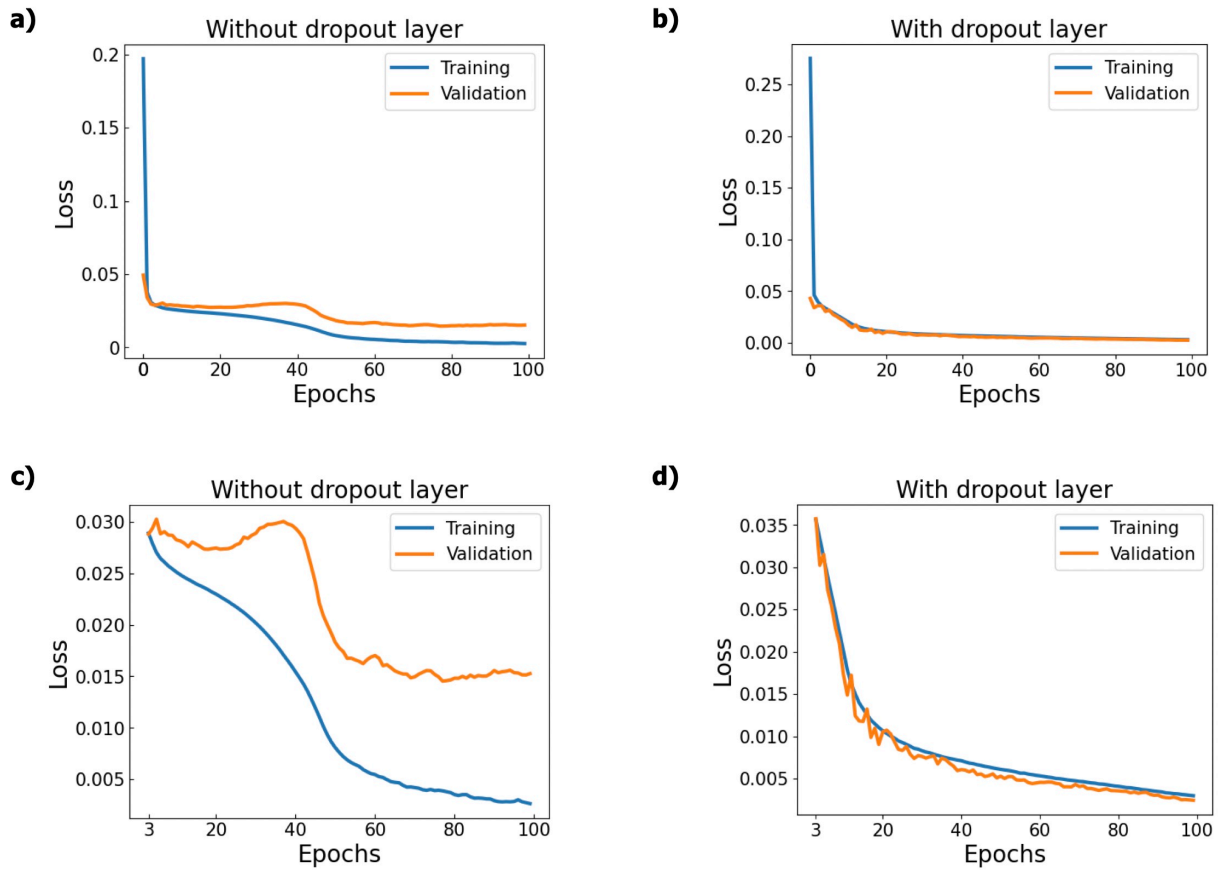 a)
Without dropout layer
0.2
0.15
0.1
0.05
0
Loss
Training
Validation
0 20 40 60 80 100
0
Epochs
b)
With dropout layer
0.25
0.20
0.15
0.10
0.05
0.00
Loss
Training
Validation
0 20 40 60 80 100
0
Epochs
c)
Without dropout layer
0.030
0.025
0.020
0.015
0.010
0.005
Loss
Training
Validation
3 20 40 60 80 100
Epochs
d)
With dropout layer
0.035
0.030
0.025
0.020
0.015
0.010
0.005
Loss
Training
Validation
3 20 40 60 80 100
Epochs